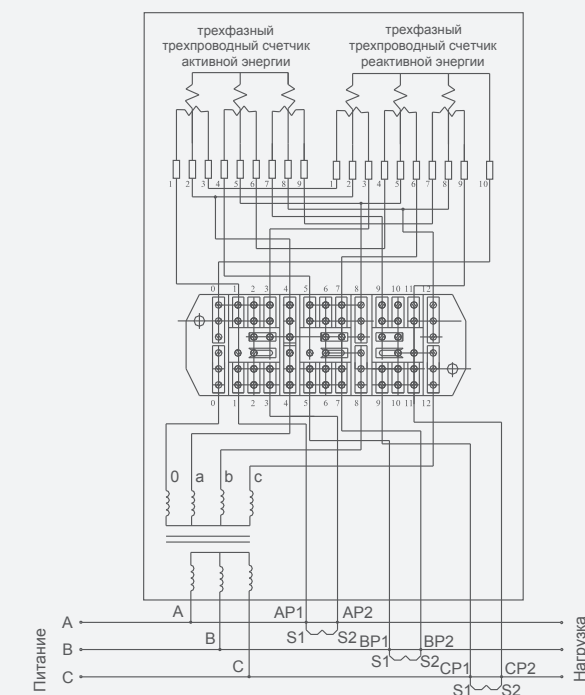 трехфазный
трехпроводный счетчик
активной энергии
трехфазный
трехпроводный счетчик
реактивной энергии
1 2 3 4 5 6 7 8 9
1 2 3 4 5 6 7 8 9 10
0 1 2 3 4 5 6 7 8 9 10 11 12
0 1 2 3 4 5 6 7 8 9 10 11 12
0 a b c
A
B
C
Питание
A
B
C
AP1 AP2
S1 S2
BP1 BP2
S1 S2
CP1 CP2
S1 S2
Нагрузка